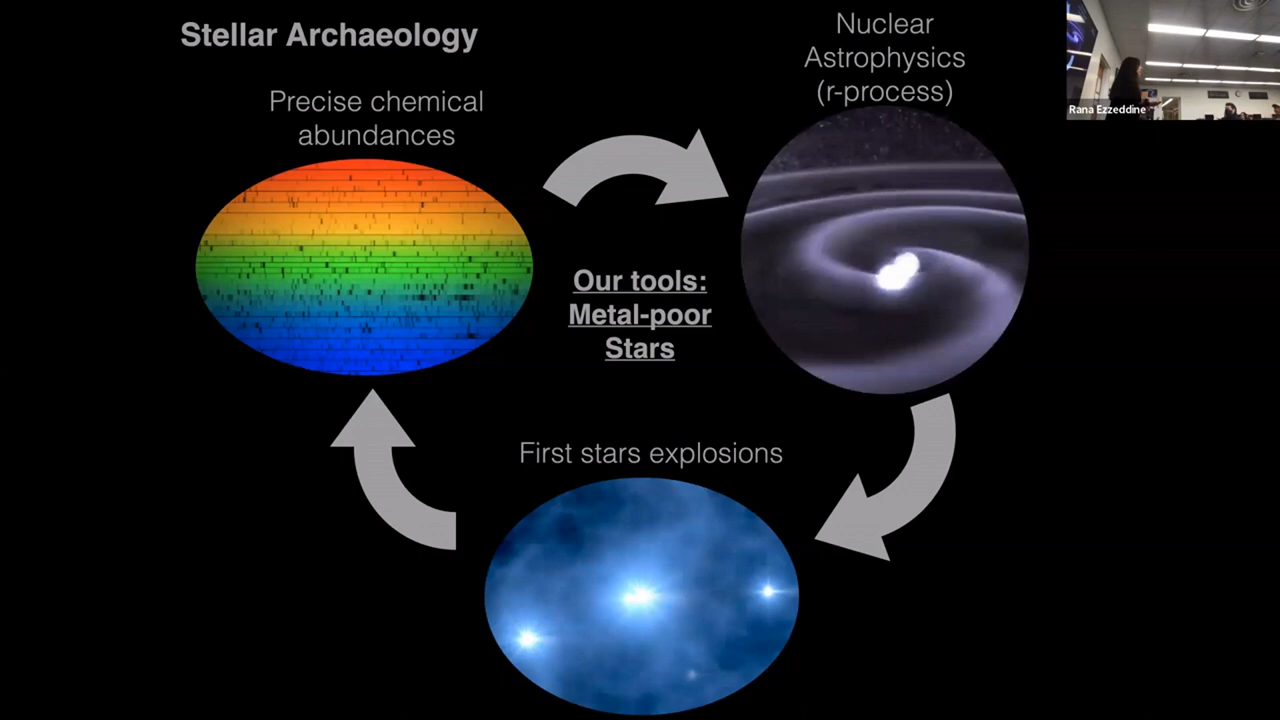 Stellar Archaeology
Precise chemical
abundances
Nuclear
Astrophysics
(r-process)
Rana Ezzeddine
Our tools:
Metal-poor
Stars
First stars explosions